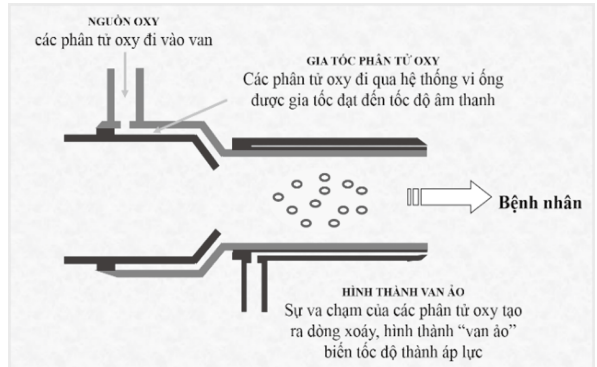 NGUỒN OXY
các phân tử oxy đi vào van
GIA TỐC PHÂN TỬ OXY
Các phân tử oxy đi qua hệ thống vi ống
được gia tốc đạt đến tốc độ âm thanh
Bệnh nhân
HÌNH THÀNH VAN ẢO
Sự va chạm của các phân tử oxy tạo
ra dòng xoáy, hình thành “van ảo”
biến tốc độ thành áp lực